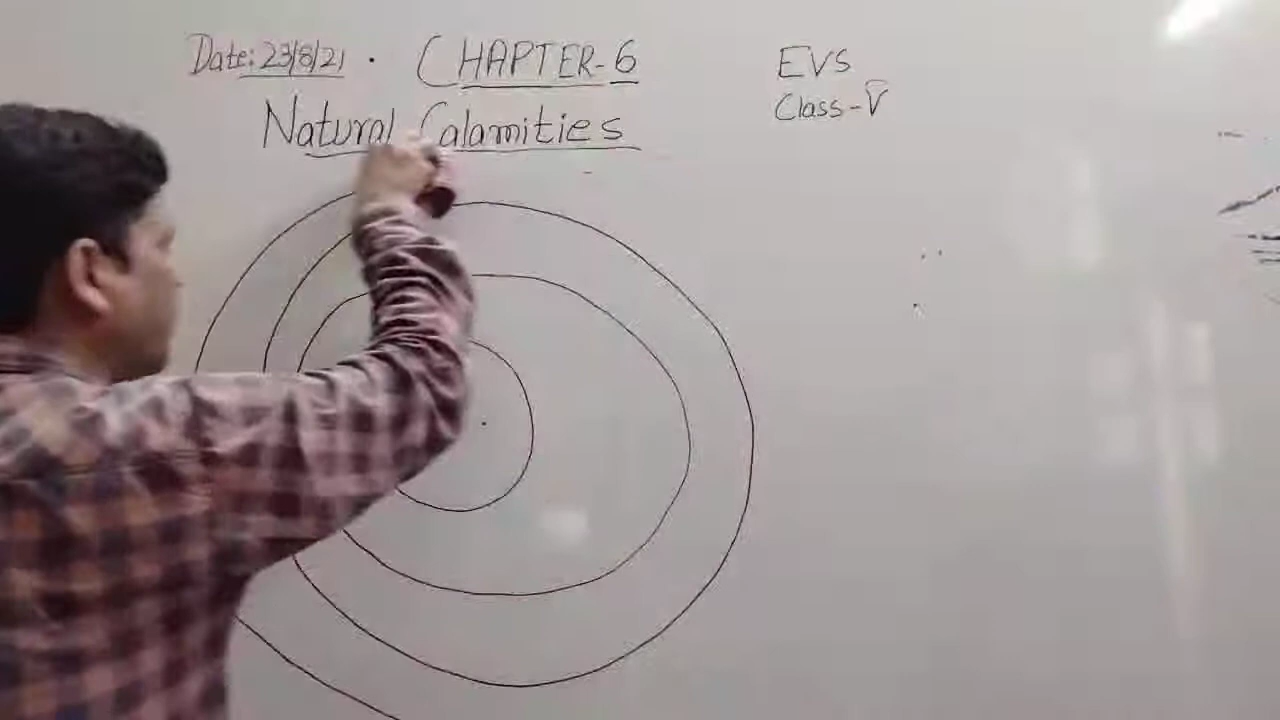 Date: 23/8/21 . CHAPTER-6
Natural Calamities
EVS
Class-V